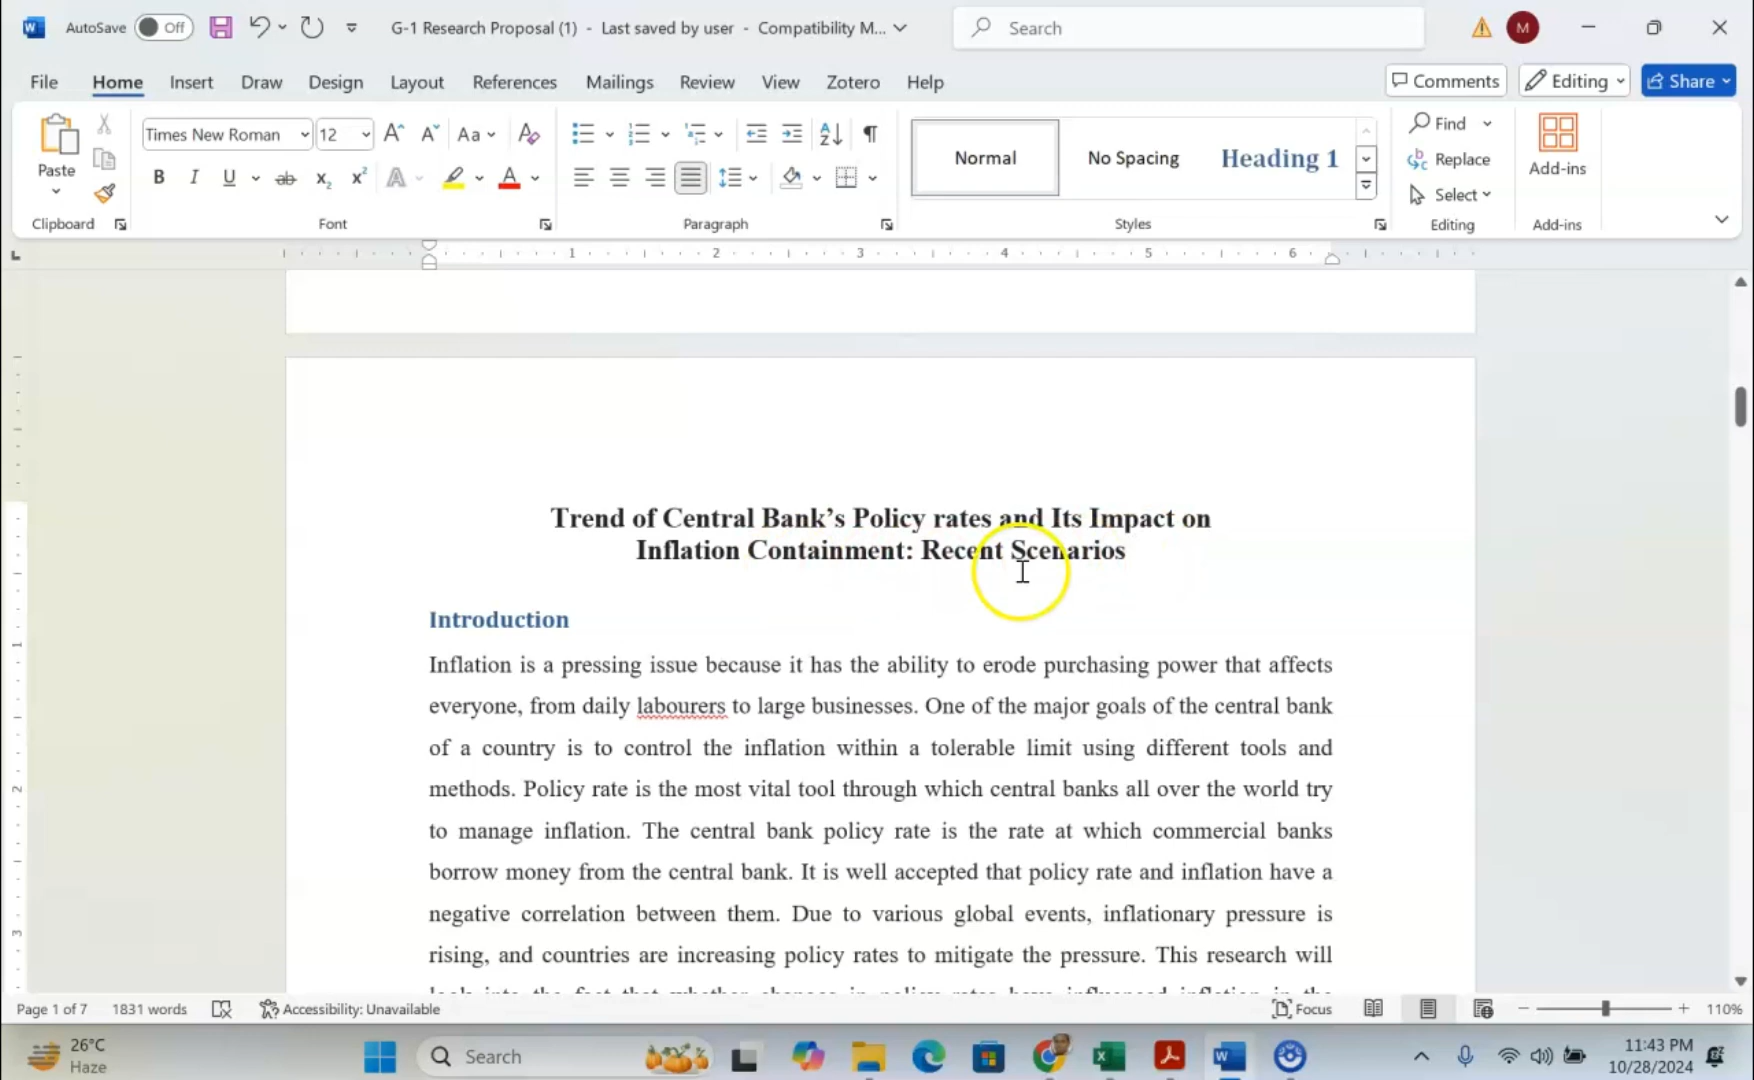 AutoSave Off G-1 Research Proposal (1) - Last saved by user - Compatibility M... Search M
File Home Insert Draw Design Layout References Mailings Review View Zotero Help Comments Editing Share
Times New Roman 12 Aa
Paste
B I U ab x2 x2 A A
Normal No Spacing Heading 1
Find
Replace
Select
Add-ins
Clipboard Font Paragraph Styles Editing Add-ins
1 2 3 4 5 6
Trend of Central Bank’s Policy rates and Its Impact on
Inflation Containment: Recent Scenarios
Introduction
Inflation is a pressing issue because it has the ability to erode purchasing power that affects
everyone, from daily labourers to large businesses. One of the major goals of the central bank
of a country is to control the inflation within a tolerable limit using different tools and
methods. Policy rate is the most vital tool through which central banks all over the world try
to manage inflation. The central bank policy rate is the rate at which commercial banks
borrow money from the central bank. It is well accepted that policy rate and inflation have a
negative correlation between them. Due to various global events, inflationary pressure is
rising, and countries are increasing policy rates to mitigate the pressure. This research will
Page 1 of 7 1831 words Accessibility: Unavailable Focus 110%
26°C
Haze
Search
11:43 PM
10/28/2024